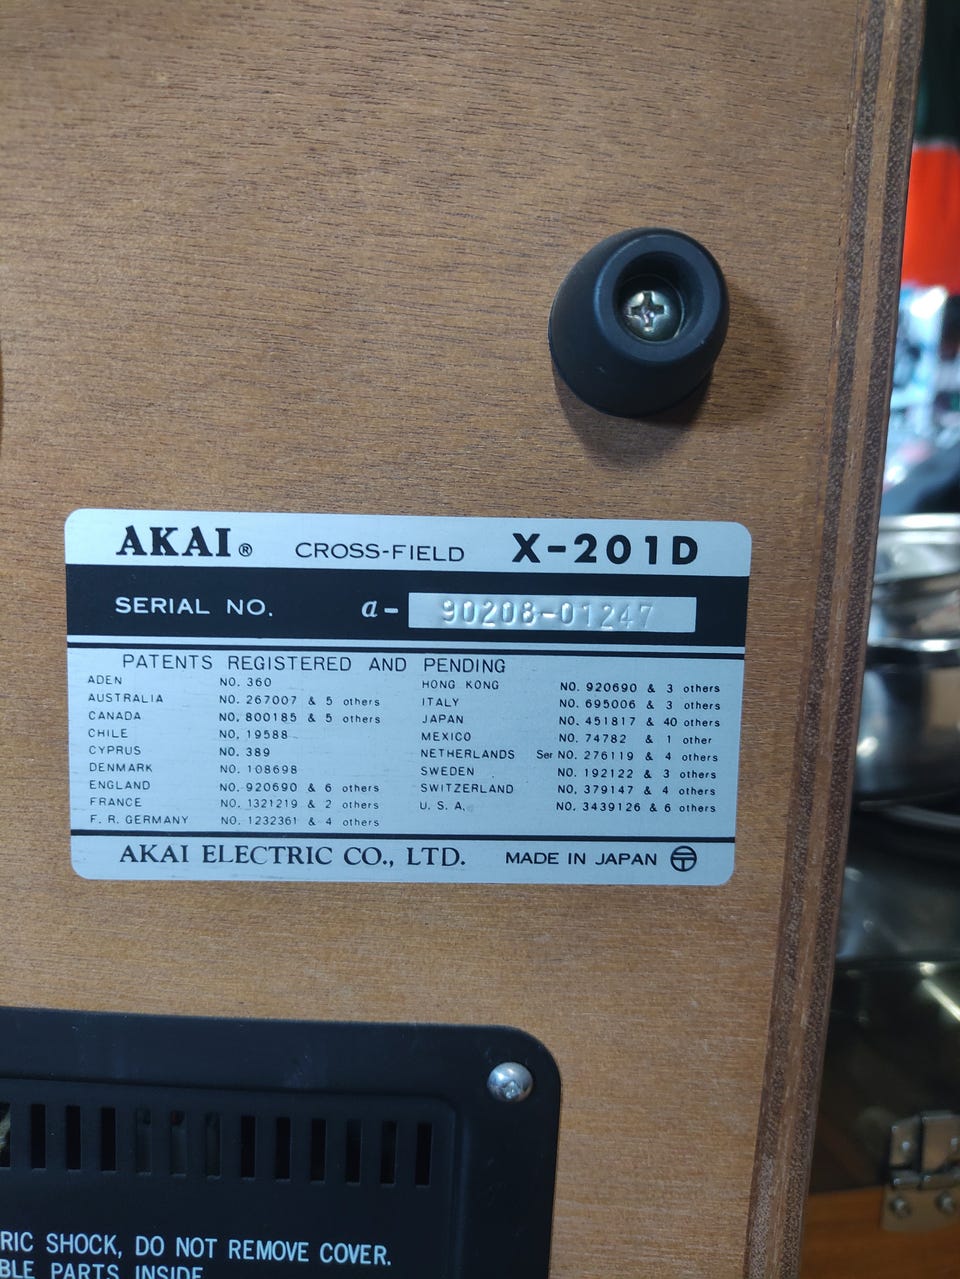 AKAI® CROSS-FIELD X-201D
SERIAL NO. a- 90208-01247
PATENTS REGISTERED AND PENDING
ADEN NO. 360
AUSTRALIA NO. 267007 & 5 others
CANADA NO. 800185 & 5 others
CHILE NO. 19588
CYPRUS NO. 389
DENMARK NO. 108698
ENGLAND NO. 920690 & 6 others
FRANCE NO. 1321219 & 2 others
F. R. GERMANY NO. 1232361 & 4 others
HONG KONG NO. 920690 & 3 others
ITALY NO. 695006 & 3 others
JAPAN NO. 451817 & 40 others
MEXICO NO. 74782 & 1 other
NETHERLANDS Ser NO. 276119 & 4 others
SWEDEN NO. 192122 & 3 others
SWITZERLAND NO. 379147 & 4 others
U. S. A. NO. 3439126 & 6 others
AKAI ELECTRIC CO., LTD. MADE IN JAPAN
RIC SHOCK, DO NOT REMOVE COVER.
BLE PARTS INSIDE